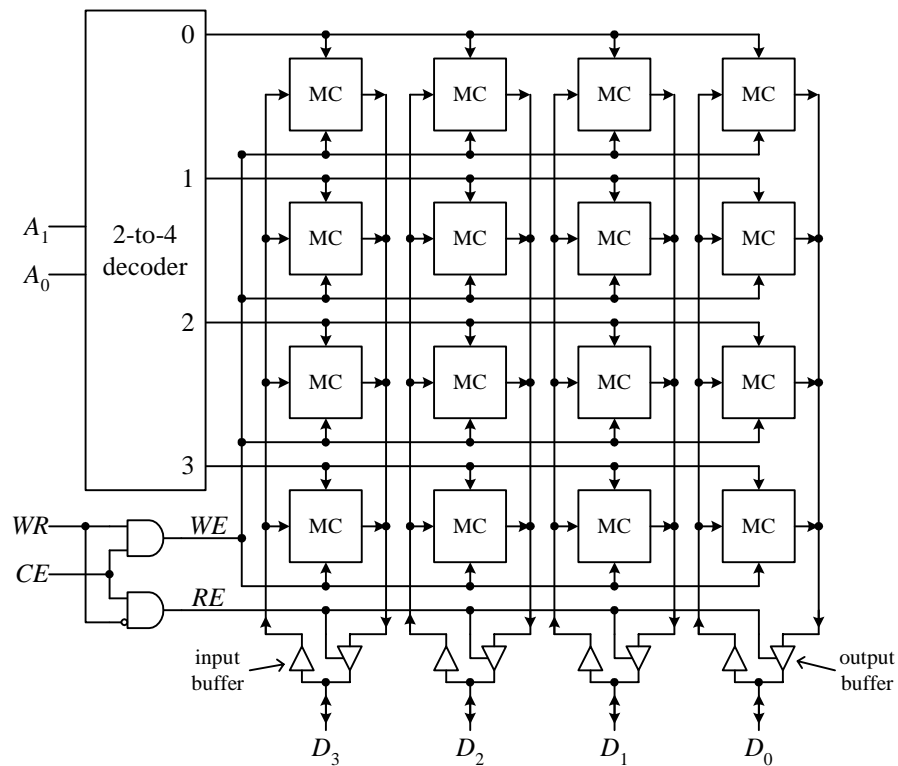 0
MC MC MC MC
1
A1
2-to-4
decoder
MC MC MC MC
A0
2
MC MC MC MC
3
WR
WE
MC MC MC MC
CE
RE
input
buffer
output
buffer
D3 D2 D1 D0